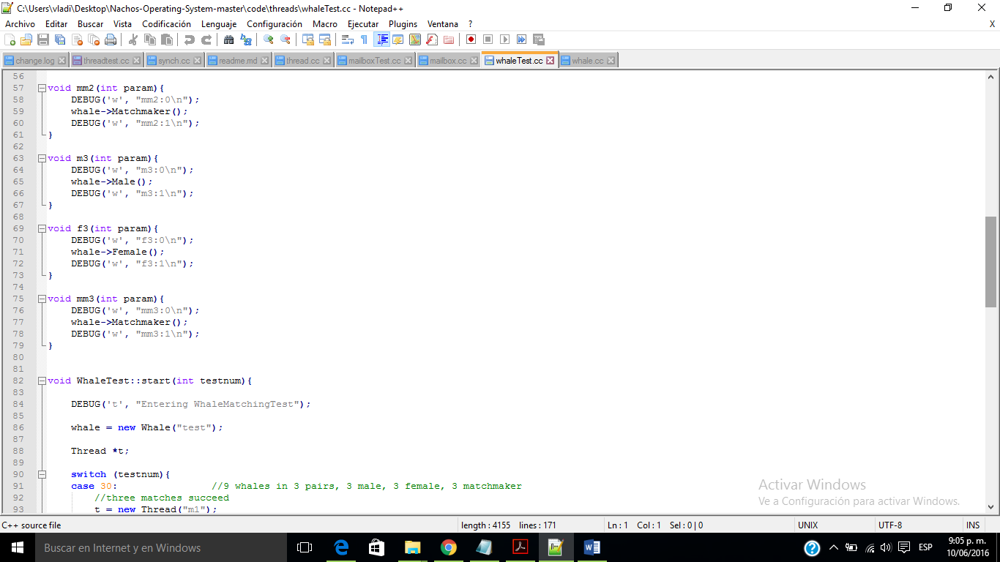 C:\Users\vladi\Desktop\Nachos-Operating-System-master\code\threads\whaleTest.cc - Notepad++
Archivo Editar Buscar Vista Codificación Lenguaje Configuración Macro Ejecutar Plugins Ventana ? X
change.log threadtest.cc synch.cc readme.md thread.cc mailboxTest.cc mailbox.cc whaleTest.cc whale.cc
56
57 void mm2(int param){
58 DEBUG('w', "mm2:0\n");
59 whale->Matchmaker();
60 DEBUG('w', "mm2:1\n");
61 }
62
63 void m3(int param){
64 DEBUG('w', "m3:0\n");
65 whale->Male();
66 DEBUG('w', "m3:1\n");
67 }
68
69 void f3(int param){
70 DEBUG('w', "f3:0\n");
71 whale->Female();
72 DEBUG('w', "f3:1\n");
73 }
74
75 void mm3(int param){
76 DEBUG('w', "mm3:0\n");
77 whale->Matchmaker();
78 DEBUG('w', "mm3:1\n");
79 }
80
81
82 void WhaleTest::start(int testnum){
83
84 DEBUG('t', "Entering WhaleMatchingTest");
85
86 whale = new Whale("test");
87
88 Thread *t;
89
90 switch (testnum){
91 case 30: //9 whales in 3 pairs, 3 male, 3 female, 3 matchmaker
92 //three matches succeed
93 t = new Thread("m1");
Activar Windows
Ve a Configuración para activar Windows.
C++ source file length : 4155 lines : 171 Ln : 1 Col : 1 Sel : 0 | 0 UNIX UTF-8 INS
Buscar en Internet y en Windows
ESP
9:05 p. m.
10/06/2016